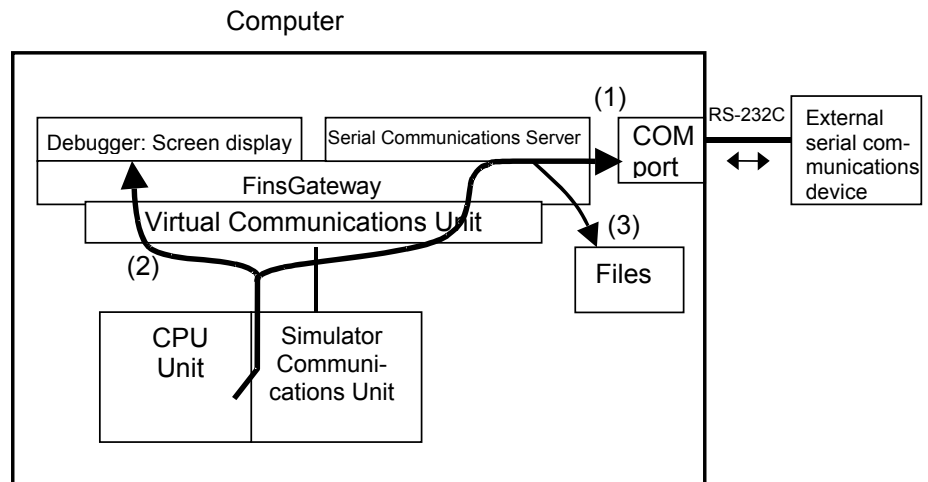 Computer
(1)
RS-232C
Debugger: Screen display
Serial Communications Server
COM
port
External
serial com-
munications
device
FinsGateway
Virtual Communications Unit
(2)
(3)
Files
CPU
Unit
Simulator
Communi-
cations Unit